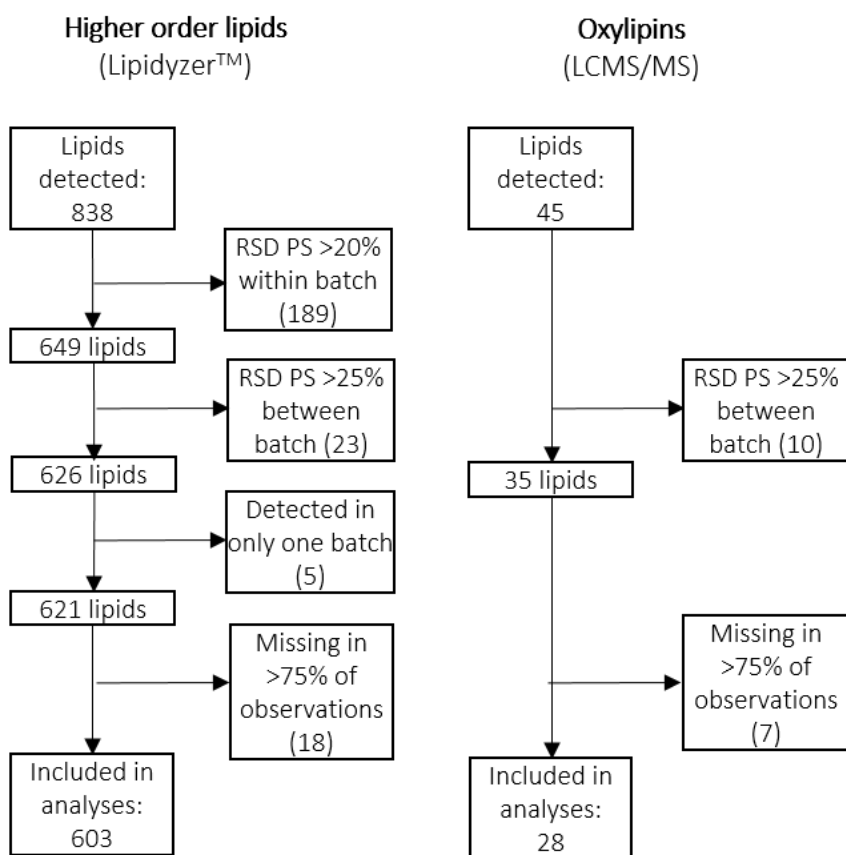 Higher order lipids
(Lipidyzer™)
Lipids
detected:
838
RSD PS >20%
within batch
(189)
649 lipids
RSD PS >25%
between
batch (23)
626 lipids
Detected in
only one batch
(5)
621 lipids
Missing in
>75% of
observations
(18)
Included in
analyses:
603
Oxylipins
(LCMS/MS)
Lipids
detected:
45
RSD PS >25%
between
batch (10)
35 lipids
Missing in
>75% of
observations
(7)
Included in
analyses:
28